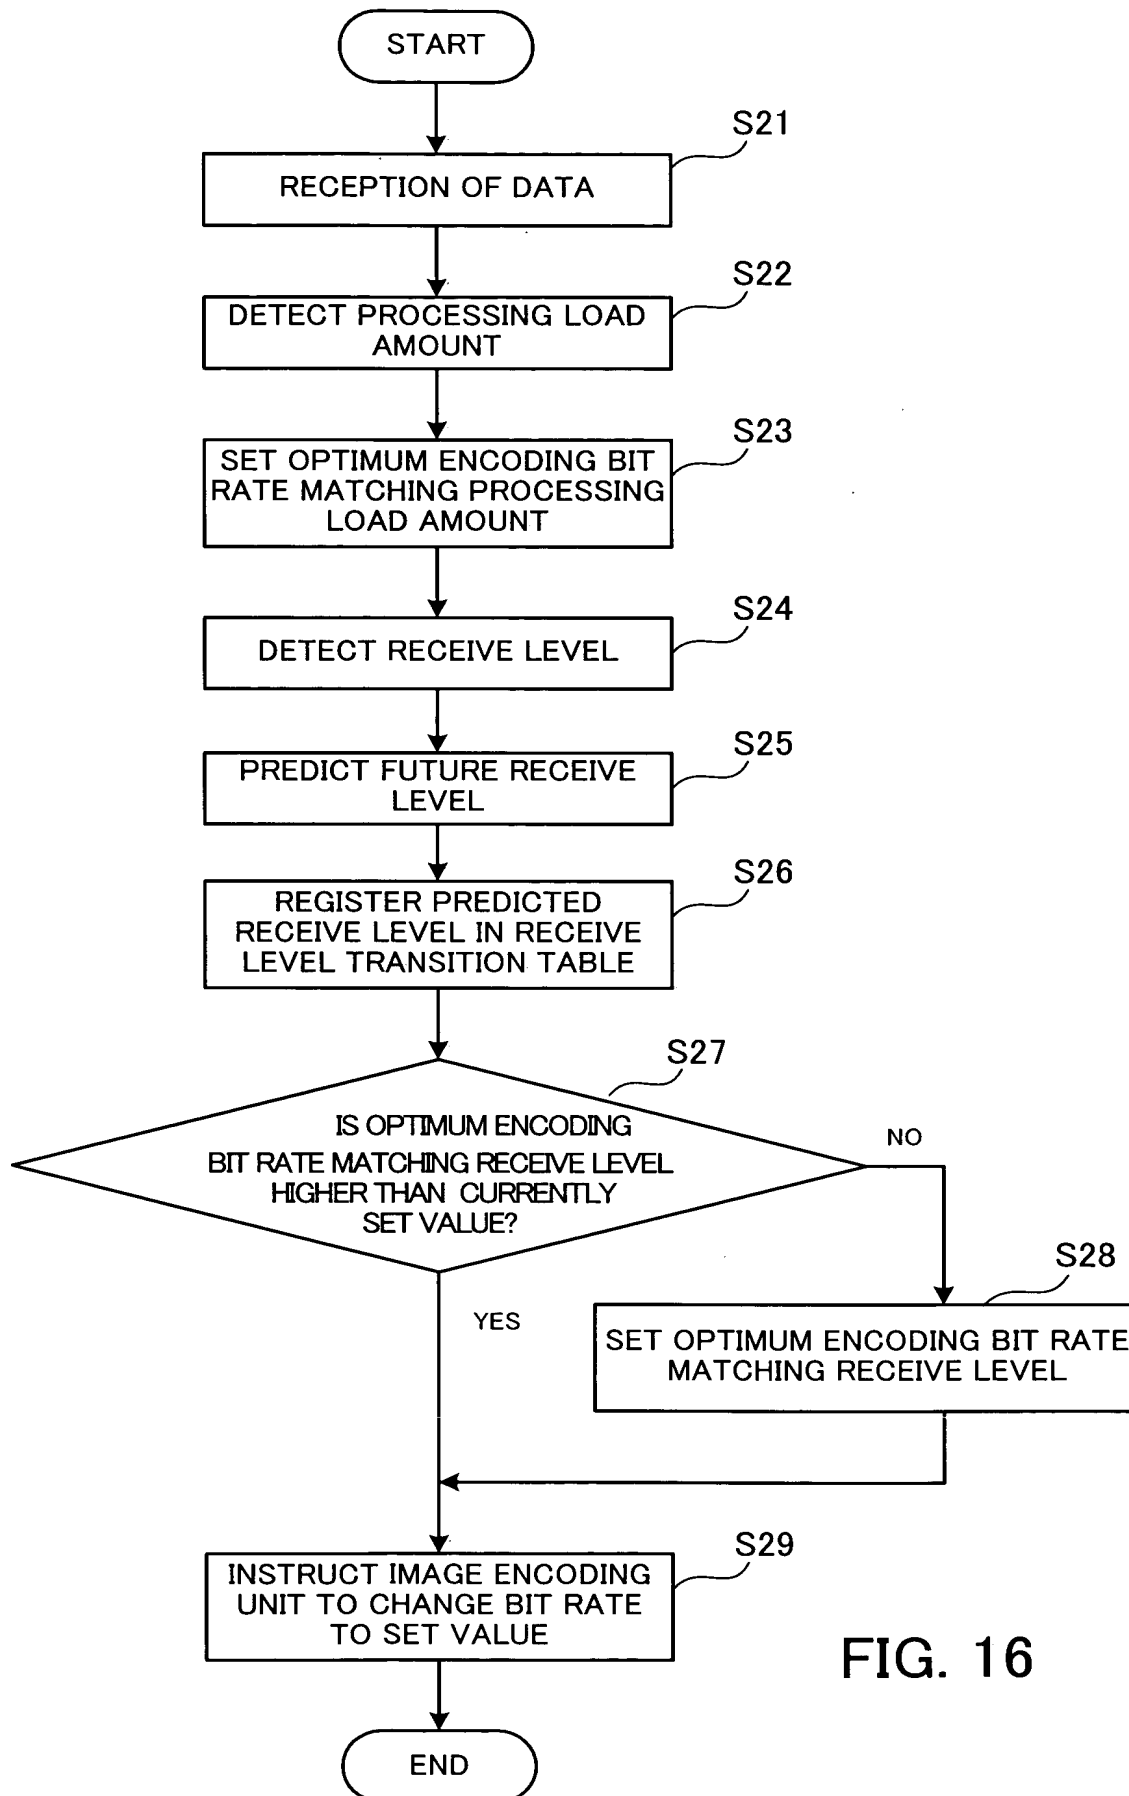 START
S21
RECEPTION OF DATA
S22
DETECT PROCESSING LOAD
AMOUNT
S23
SET OPTIMUM ENCODING BIT
RATE MATCHING PROCESSING
LOAD AMOUNT
S24
DETECT RECEIVE LEVEL
S25
PREDICT FUTURE RECEIVE
LEVEL
S26
REGISTER PREDICTED
RECEIVE LEVEL IN RECEIVE
LEVEL TRANSITION TABLE
S27
IS OPTIMUM ENCODING
BIT RATE MATCHING RECEIVE LEVEL
HIGHER THAN CURRENTLY
SET VALUE?
NO
YES
S28
SET OPTIMUM ENCODING BIT RATE
MATCHING RECEIVE LEVEL
S29
INSTRUCT IMAGE ENCODING
UNIT TO CHANGE BIT RATE
TO SET VALUE
END
FIG. 16